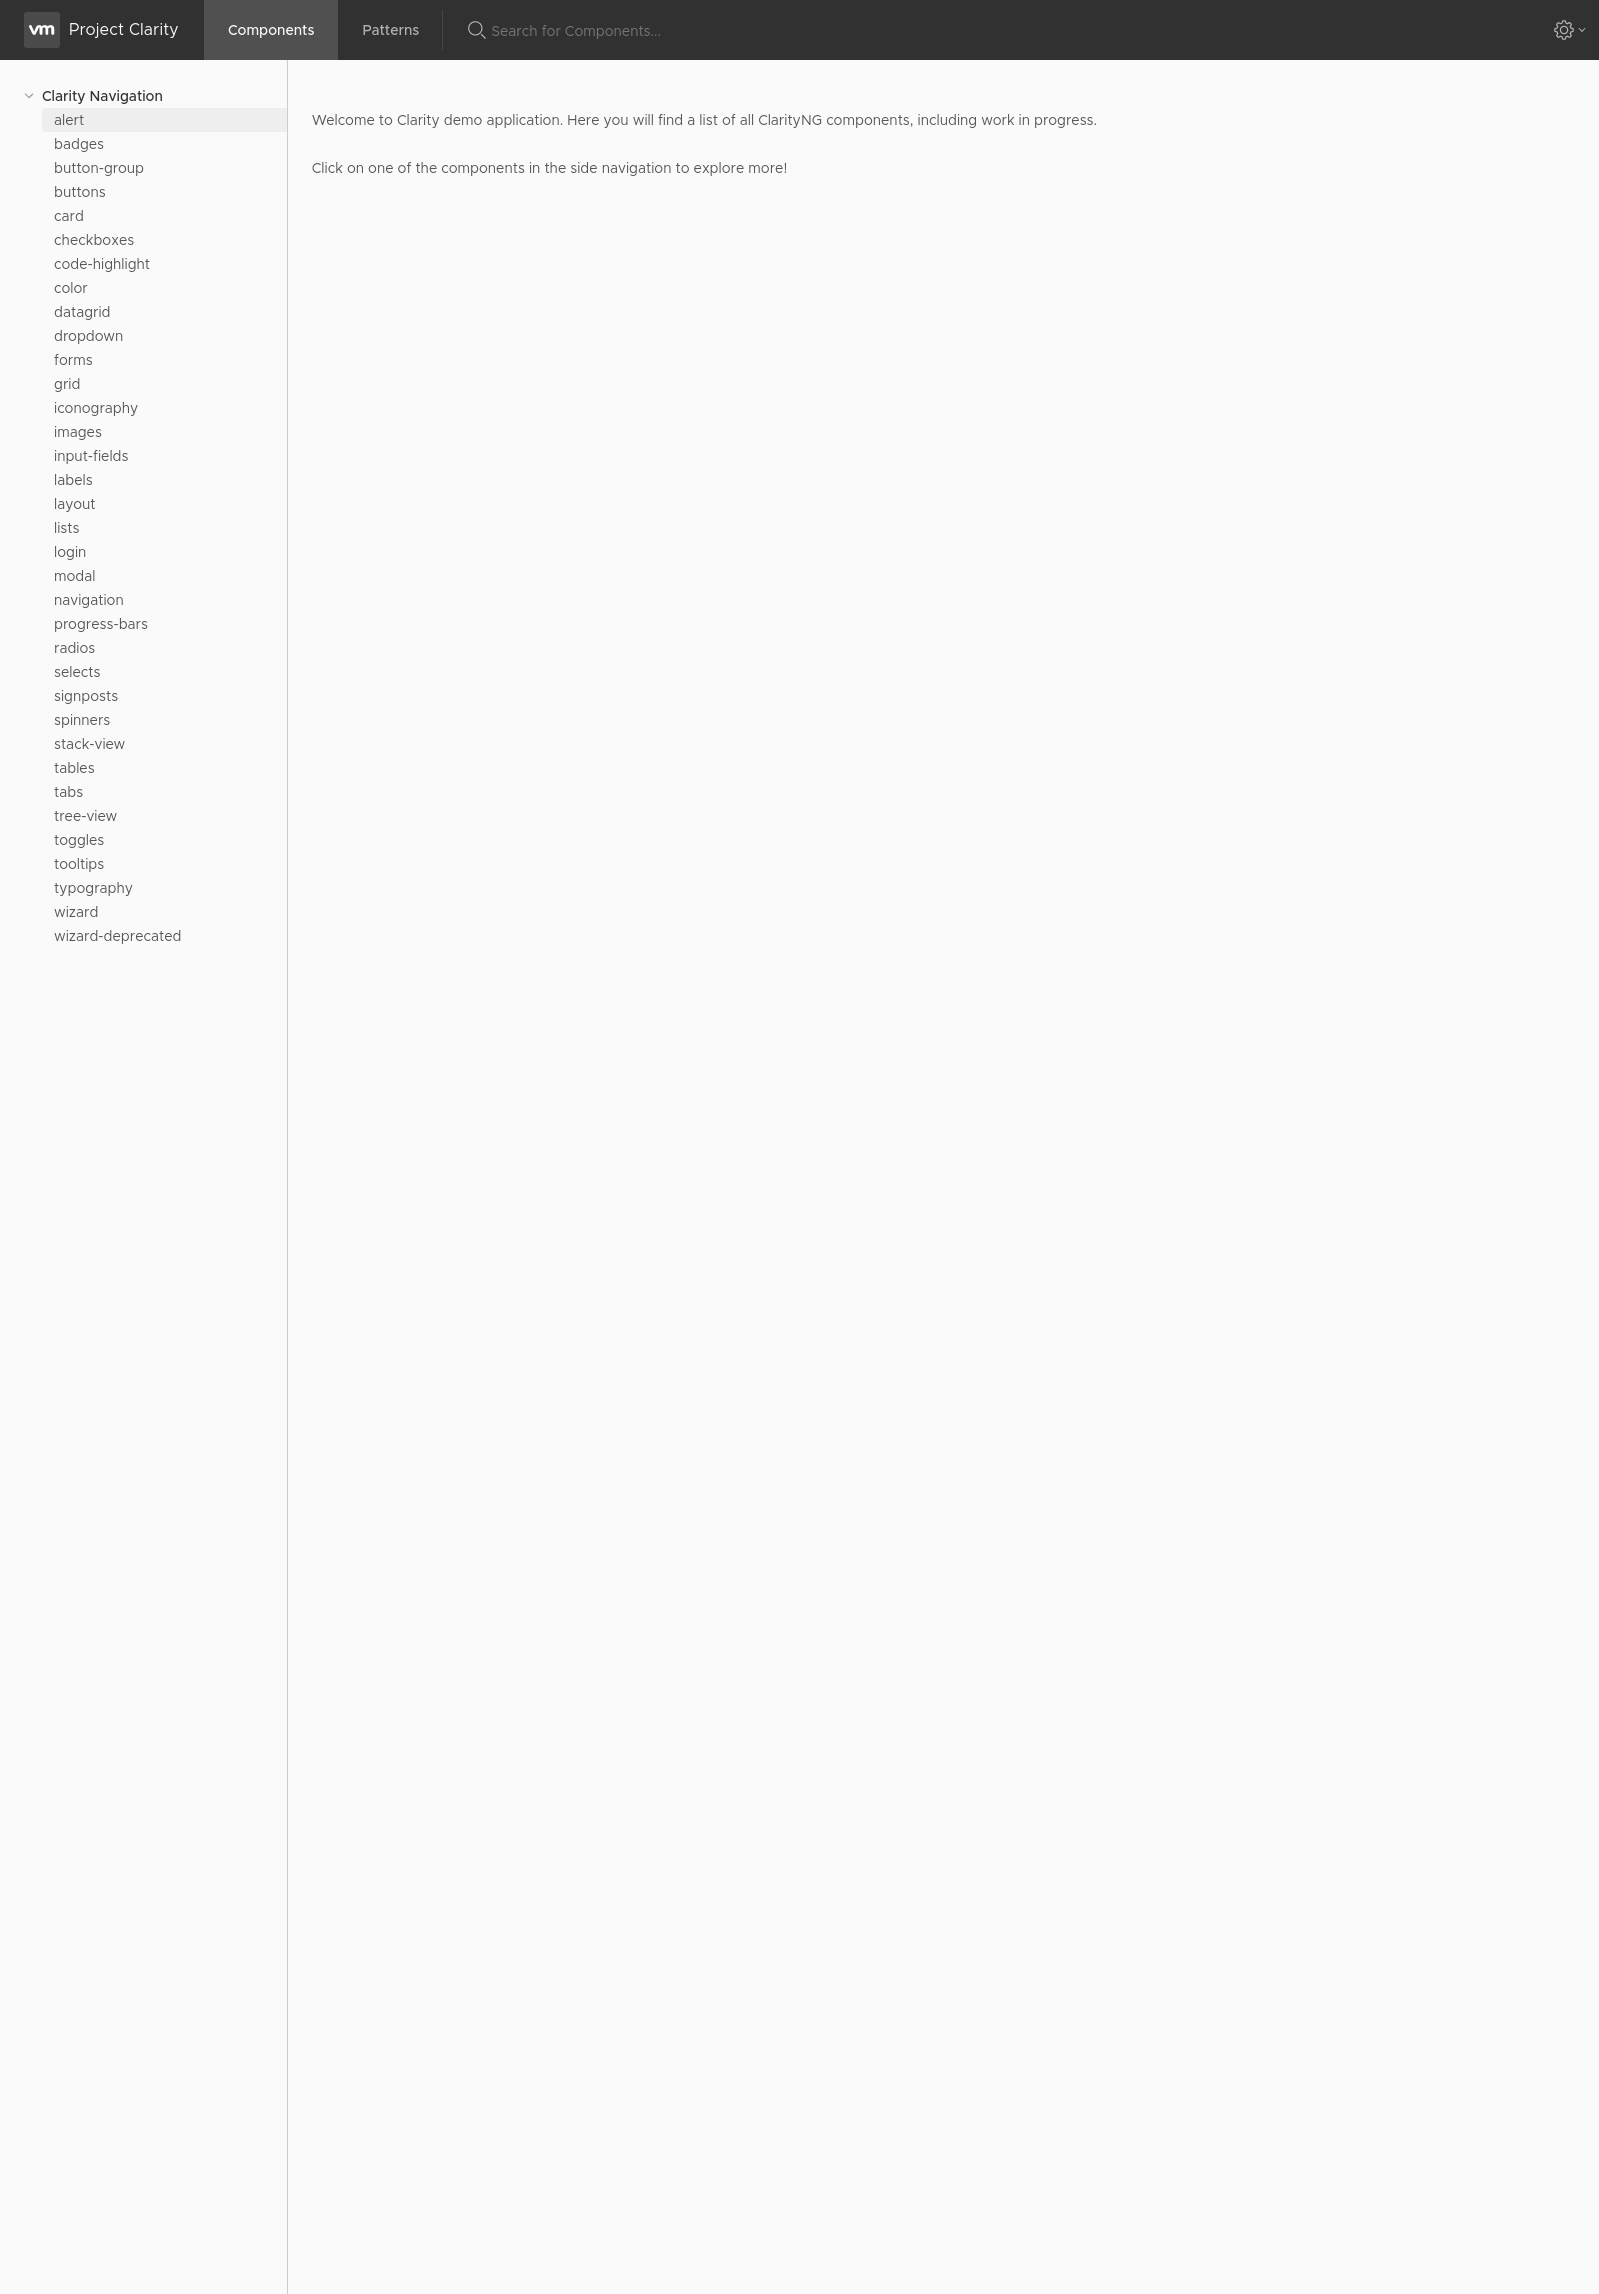 vm Project Clarity Components Patterns Search for Components...
Clarity Navigation
alert
badges
button-group
buttons
card
checkboxes
code-highlight
color
datagrid
dropdown
forms
grid
iconography
images
input-fields
labels
layout
lists
login
modal
navigation
progress-bars
radios
selects
signposts
spinners
stack-view
tables
tabs
tree-view
toggles
tooltips
typography
wizard
wizard-deprecated
Welcome to Clarity demo application. Here you will find a list of all ClarityNG components, including work in progress.
Click on one of the components in the side navigation to explore more!